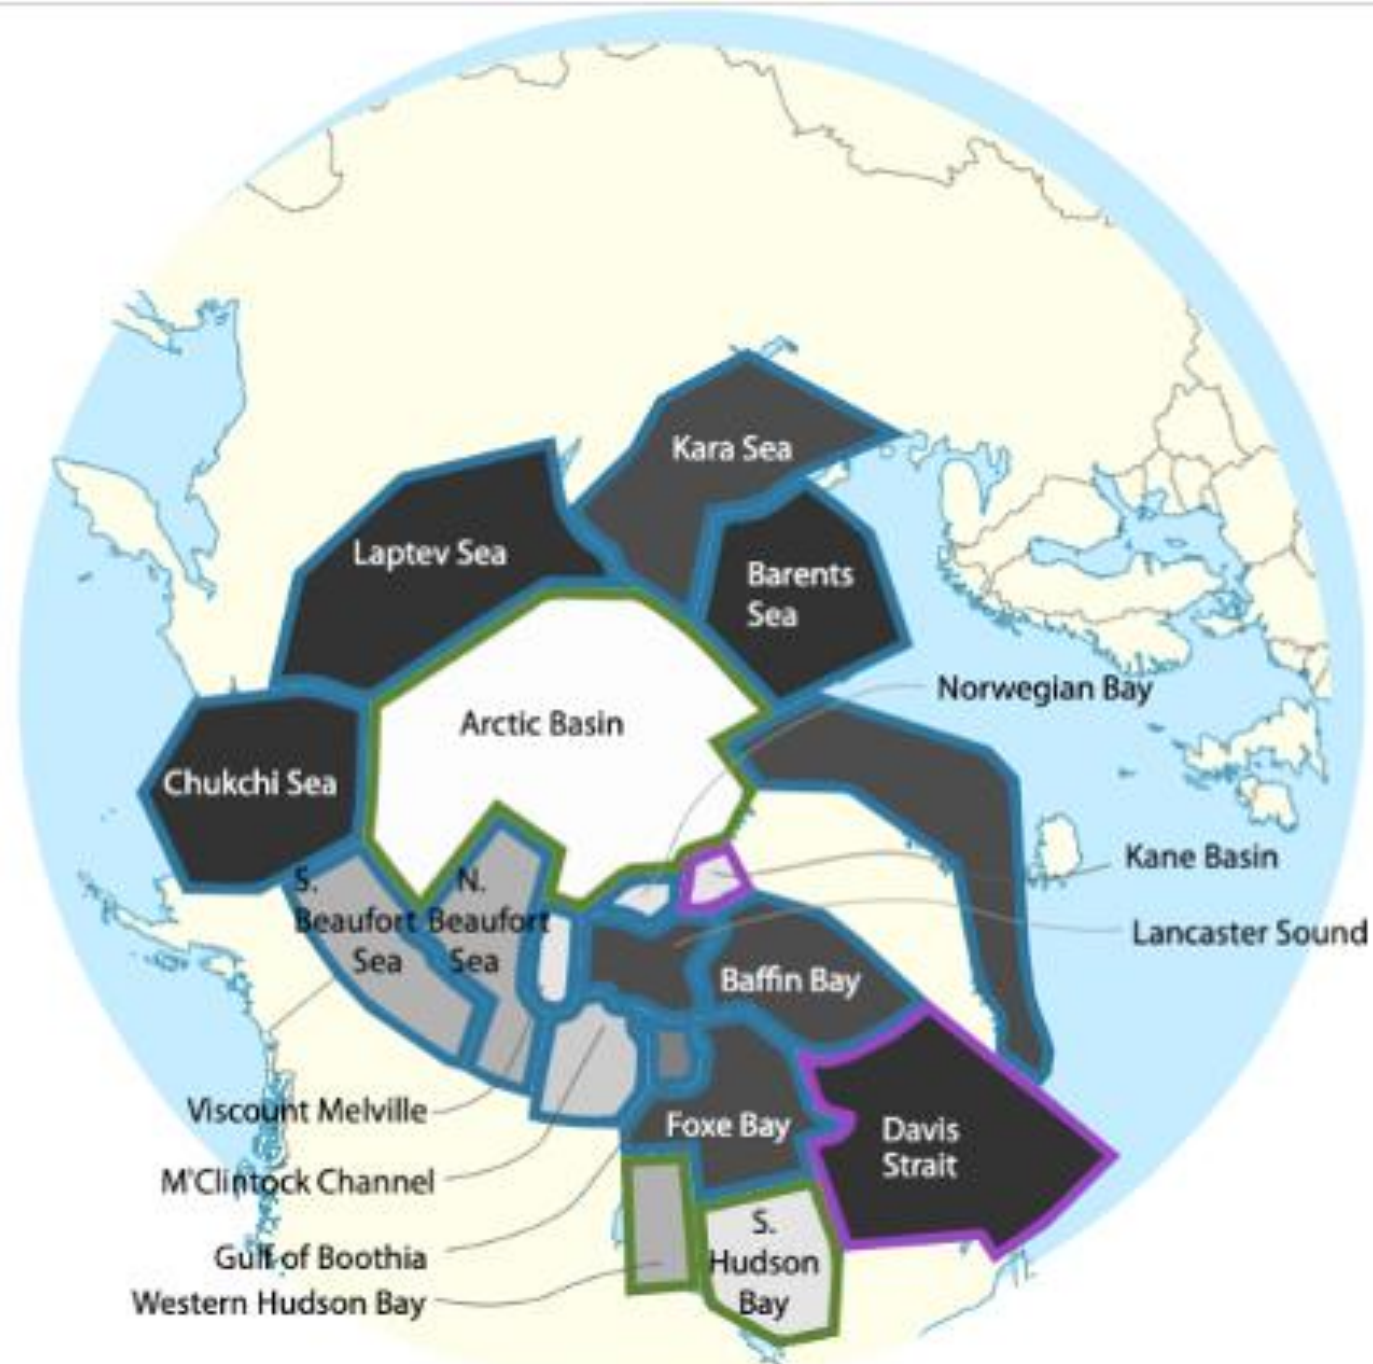 Kara Sea
Laptev Sea
Barents
Sea
Norwegian Bay
Arctic Basin
Chukchi Sea
Kane Basin
S.
Beaufort
Sea
N.
Beaufort
Sea
Lancaster Sound
Baffin Bay
Viscount Melville
Foxe Bay
Davis
Strait
M'Clintock Channel
Gulf of Boothia
S.
Hudson
Bay
Western Hudson Bay